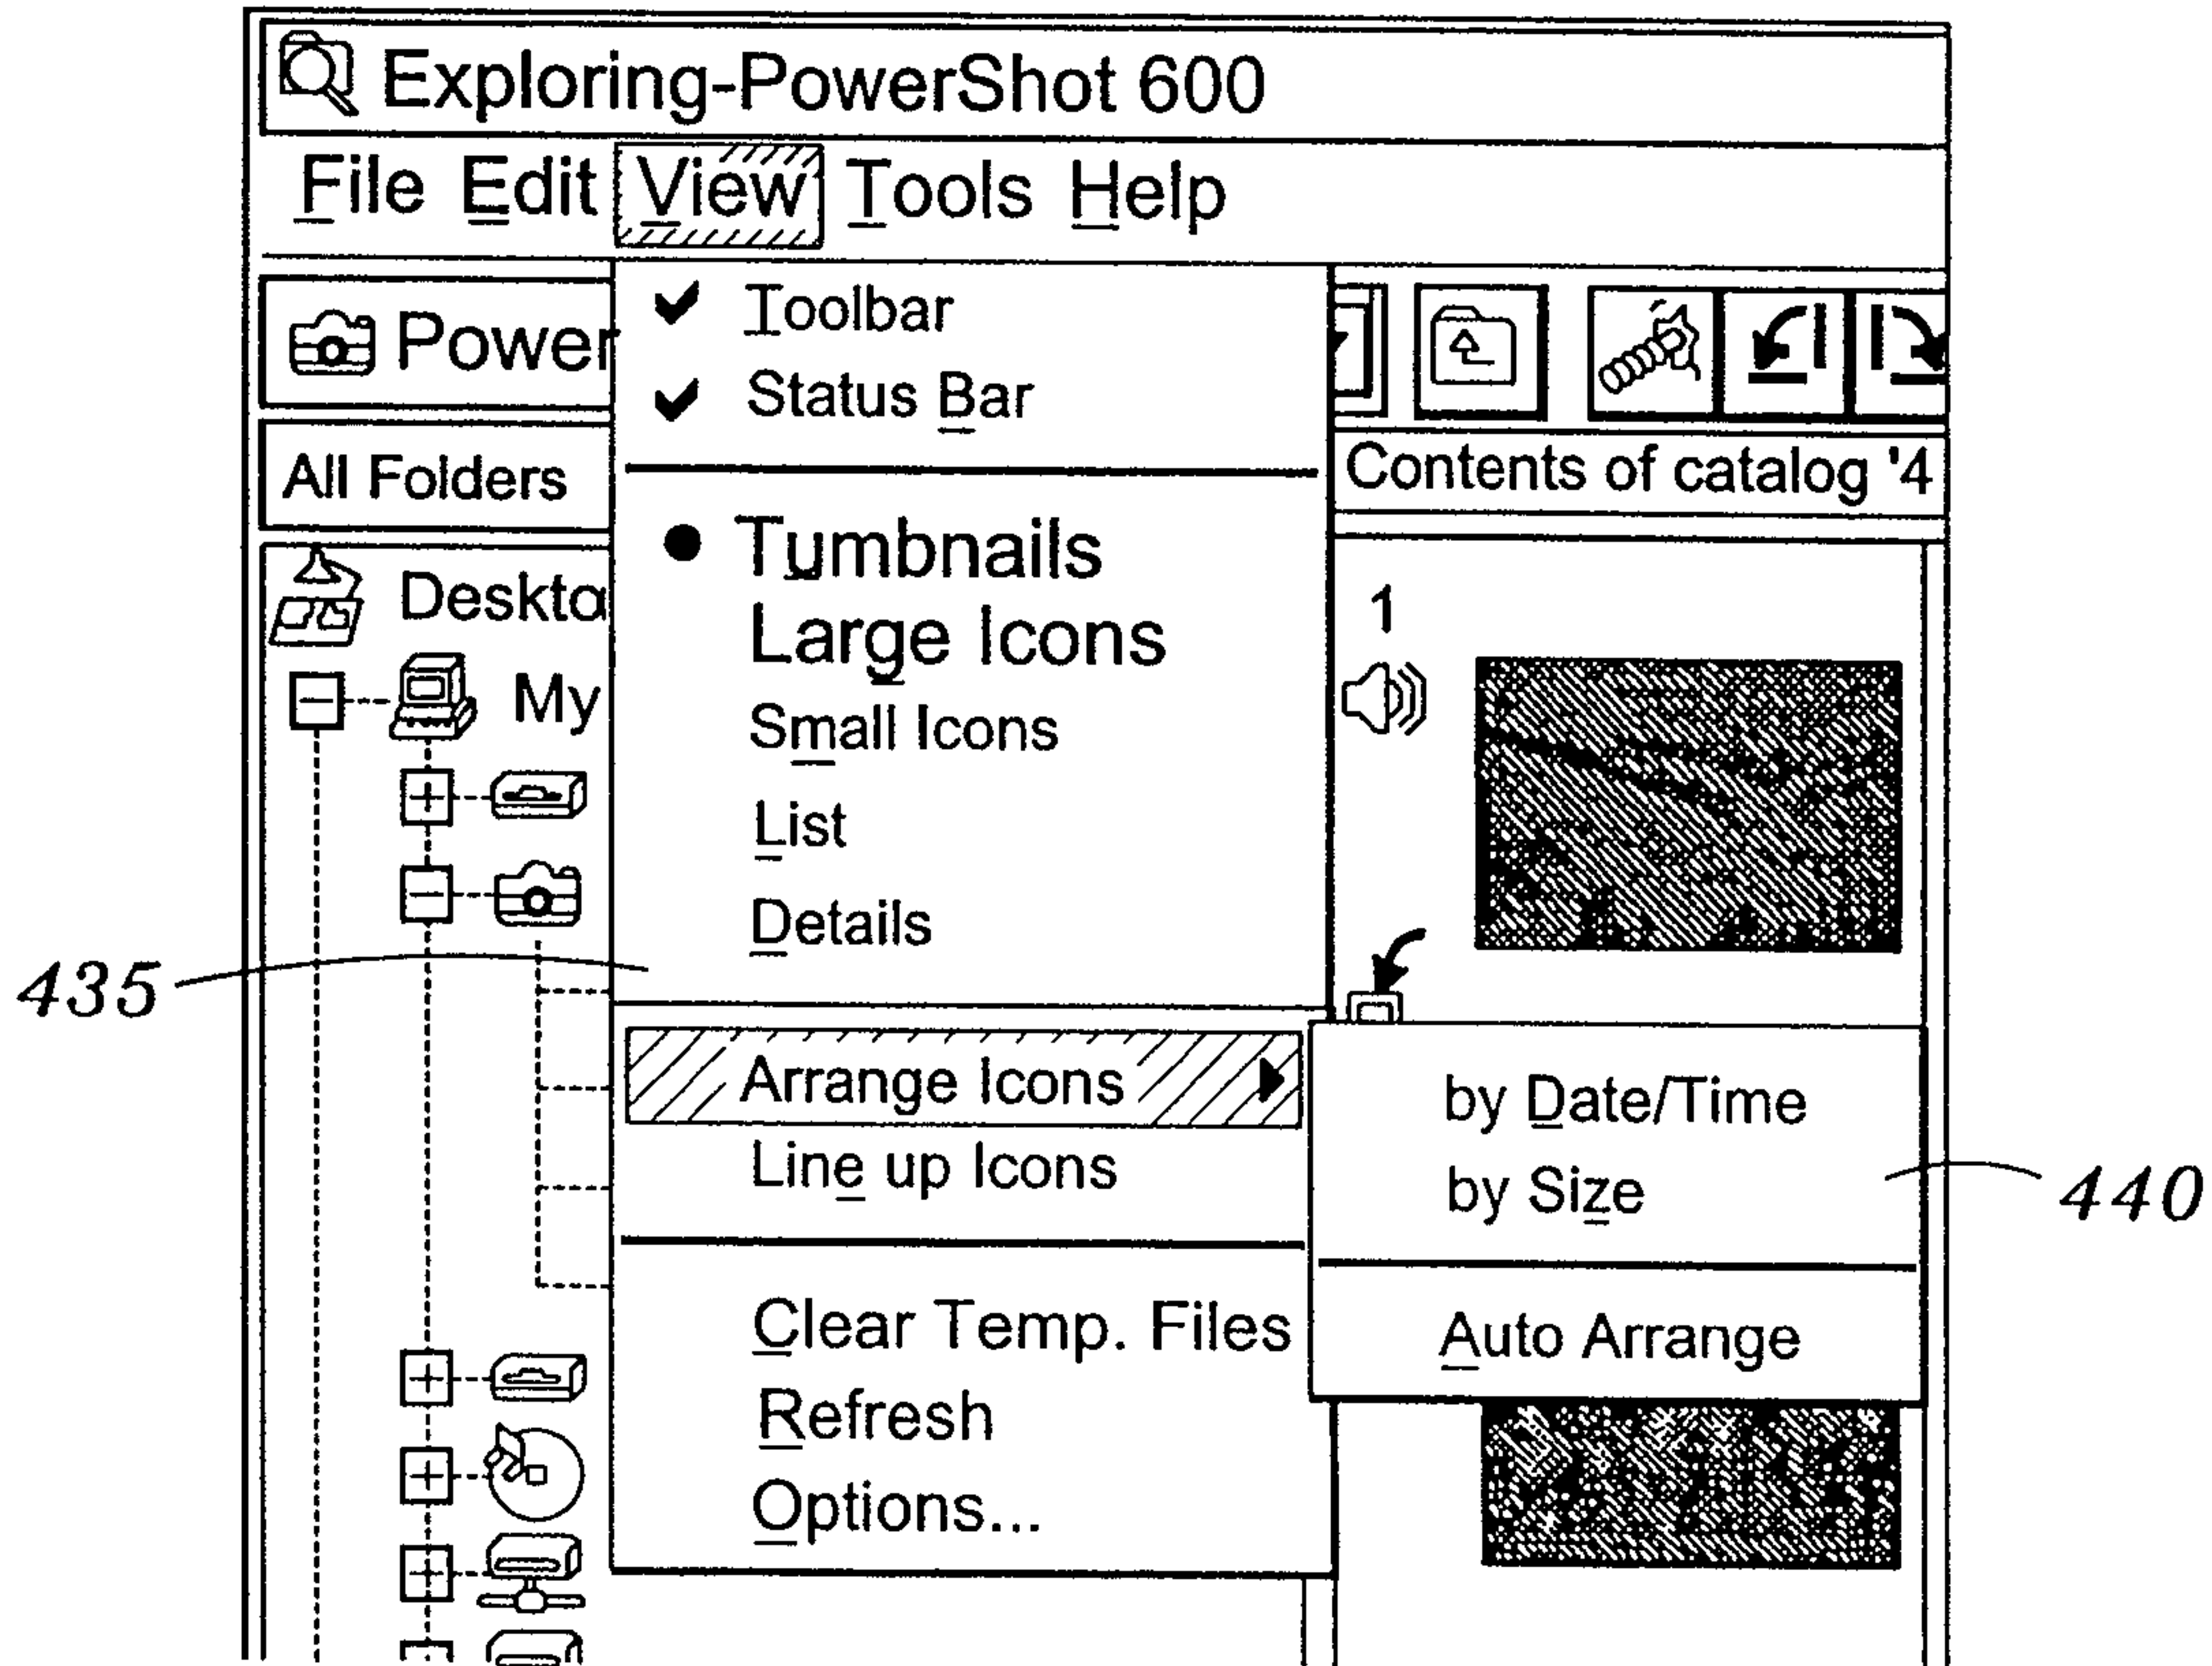 Exploring-PowerShot 600
File Edit View Tools Help
Power
All Folders
Contents of catalog '4
Deskto
My
Toolbar
Status Bar
Tumbnails
Large Icons
Small Icons
List
Details
Arrange Icons
Line up Icons
Clear Temp. Files
Refresh
Options...
by Date/Time
by Size
Auto Arrange
1
435
440